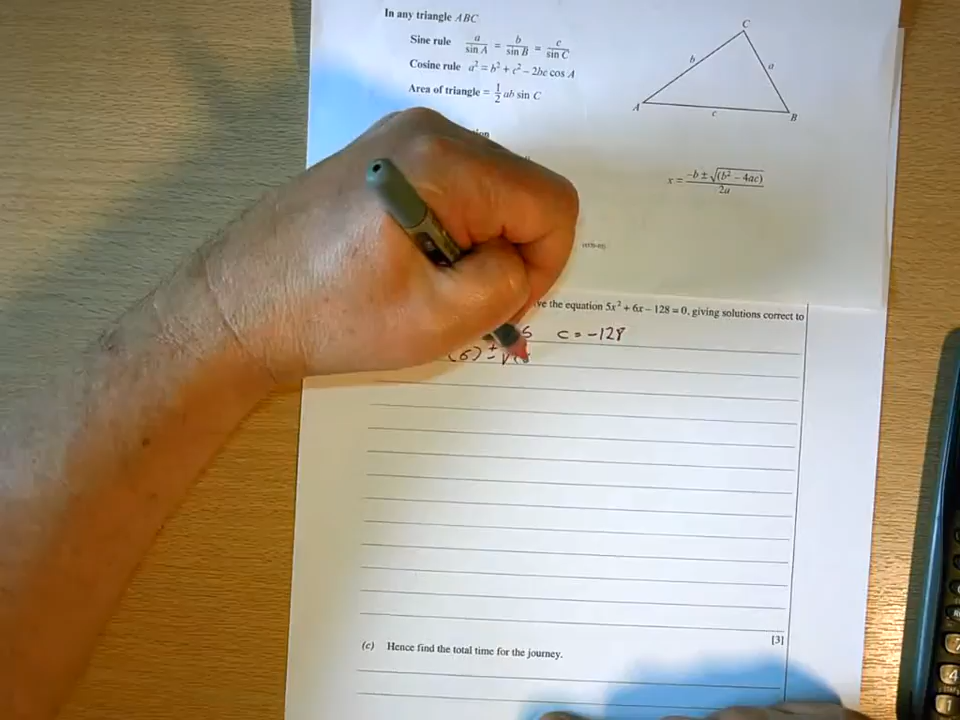 In any triangle ABC
Sine rule a/sin A = b/sin B = c/sin C
Cosine rule a² = b² + c² − 2bc cos A
Area of triangle = 1/2 ab sin C
C
b
a
A
c
B
x = −b ± √(b² − 4ac) / 2a
the equation 5x² + 6x − 128 = 0, giving solutions correct to
c = −128
(6) ± √(
[3]
(c) Hence find the total time for the journey.